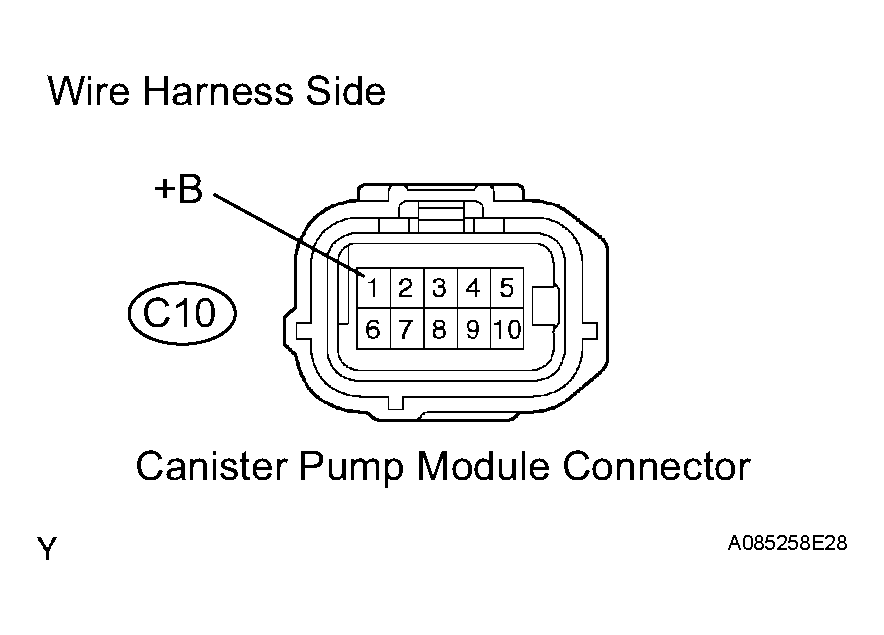 Wire Harness Side
+B
C10
1 2 3 4 5
6 7 8 9 10
Canister Pump Module Connector
Y
A085258E28